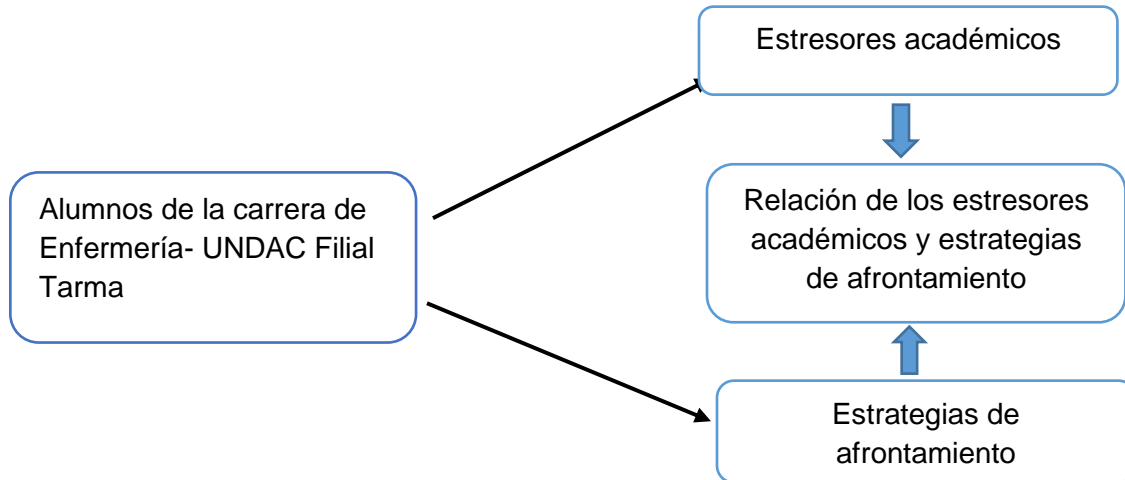 Estresores académicos
Alumnos de la carrera de
Enfermería- UNDAC Filial
Tarma
Relación de los estresores
académicos y estrategias
de afrontamiento
Estrategias de
afrontamiento